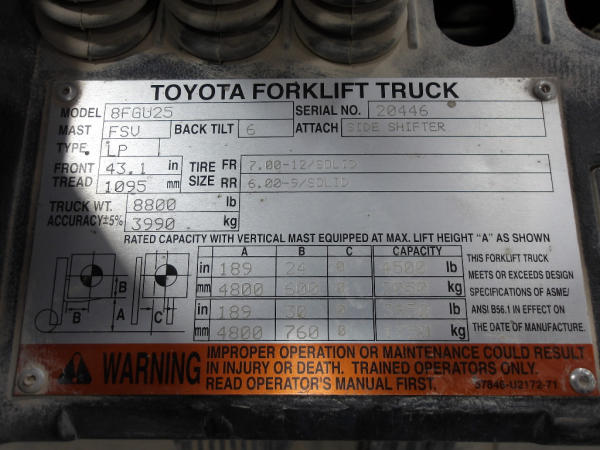 TOYOTA FORKLIFT TRUCK
MODEL 8FGU25 SERIAL NO. 20446
MAST FSV BACK TILT 6 ATTACH SIDE SHIFTER
TYPE LP
FRONT 43.1 in TIRE FR 7.00-12/SOLID
TREAD 1095 mm SIZE RR 6.00-9/SOLID
TRUCK WT. 8800 lb
ACCURACY±5% 3990 kg
RATED CAPACITY WITH VERTICAL MAST EQUIPPED AT MAX. LIFT HEIGHT "A" AS SHOWN
A B C CAPACITY
in 189 24 0 4500 lb
mm 4800 600 0 kg
in 189 30 0 lb
mm 4800 760 0 kg
B
B A C
THIS FORKLIFT TRUCK
MEETS OR EXCEEDS DESIGN
SPECIFICATIONS OF ASME/
ANSI B56.1 IN EFFECT ON
THE DATE OF MANUFACTURE.
WARNING
IMPROPER OPERATION OR MAINTENANCE COULD RESULT
IN INJURY OR DEATH. TRAINED OPERATORS ONLY.
READ OPERATOR'S MANUAL FIRST.
57846-U2172-71